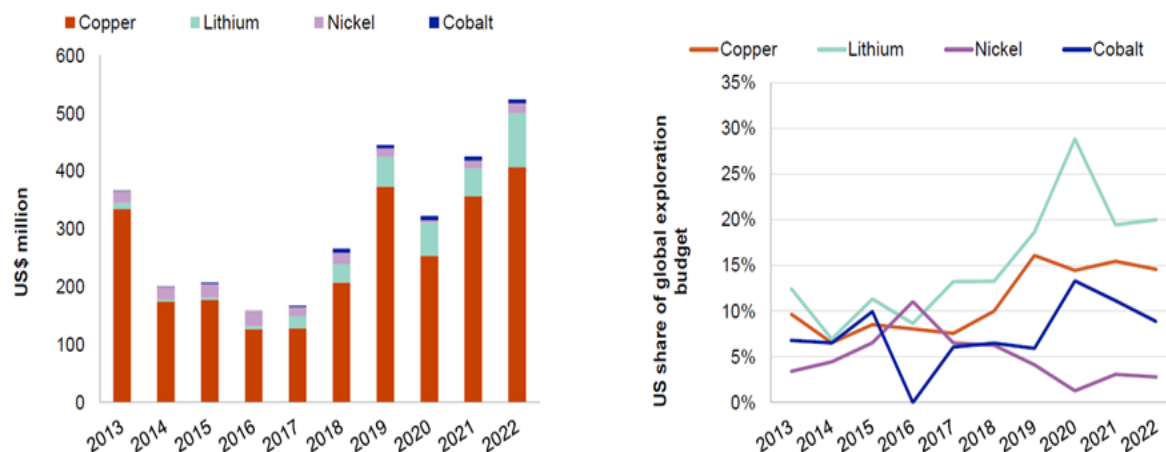 Copper Lithium Nickel Cobalt
US$ million
600
500
400
300
200
100
0
2013 2014 2015 2016 2017 2018 2019 2020 2021 2022
Copper Lithium Nickel Cobalt
US share of global exploration
budget
35%
30%
25%
20%
15%
10%
5%
0%
2013 2014 2015 2016 2017 2018 2019 2020 2021 2022